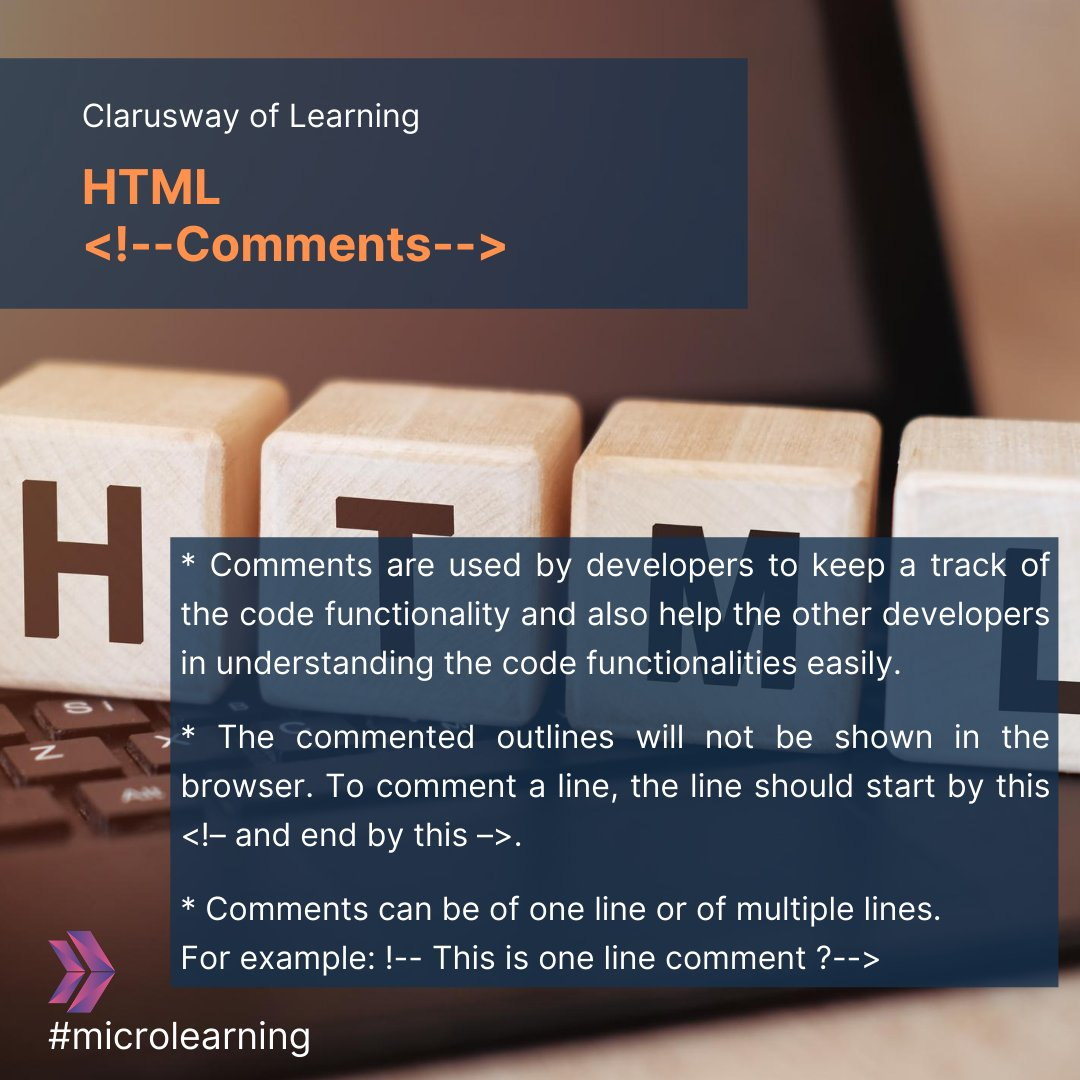 Clarusway of Learning
HTML
<!--Comments-->
H T M L
* Comments are used by developers to keep a track of
the code functionality and also help the other developers
in understanding the code functionalities easily.
* The commented outlines will not be shown in the
browser. To comment a line, the line should start by this
<!– and end by this –>.
* Comments can be of one line or of multiple lines.
For example: !-- This is one line comment ?-->
SI
B
Z
X
C
#microlearning